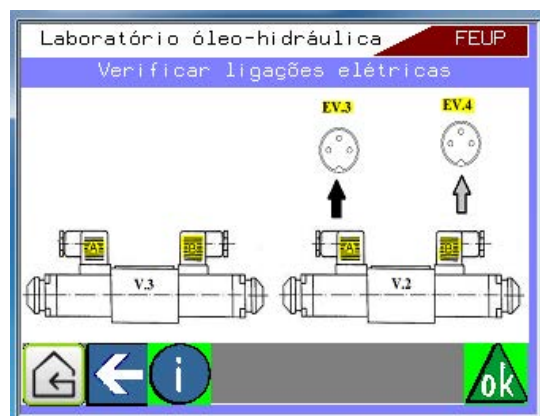 Laboratório óleo-hidráulica FEUP
Verificar ligações elétricas
EV.3 EV.4
A B A B
V.3 V.2
i ok